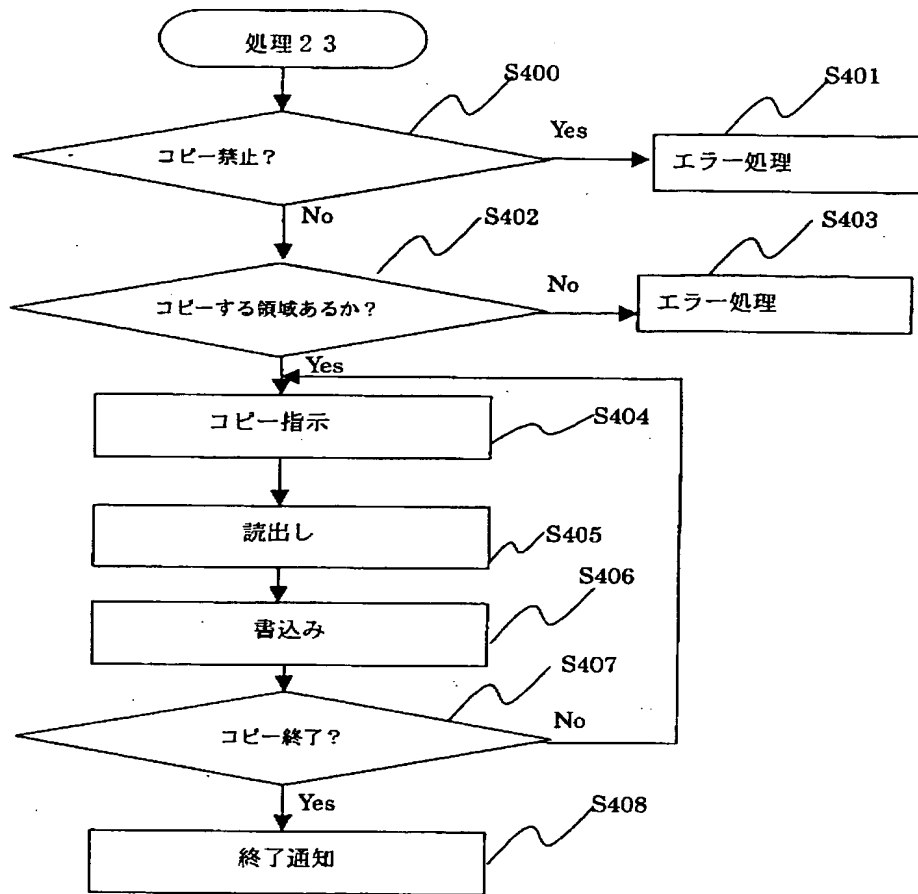 処理23
S400
S401
コピー禁止?
Yes
エラー処理
No
S402
S403
コピーする領域あるか?
No
エラー処理
Yes
コピー指示
S404
読出し
S405
S406
書込み
S407
コピー終了?
No
Yes
S408
終了通知